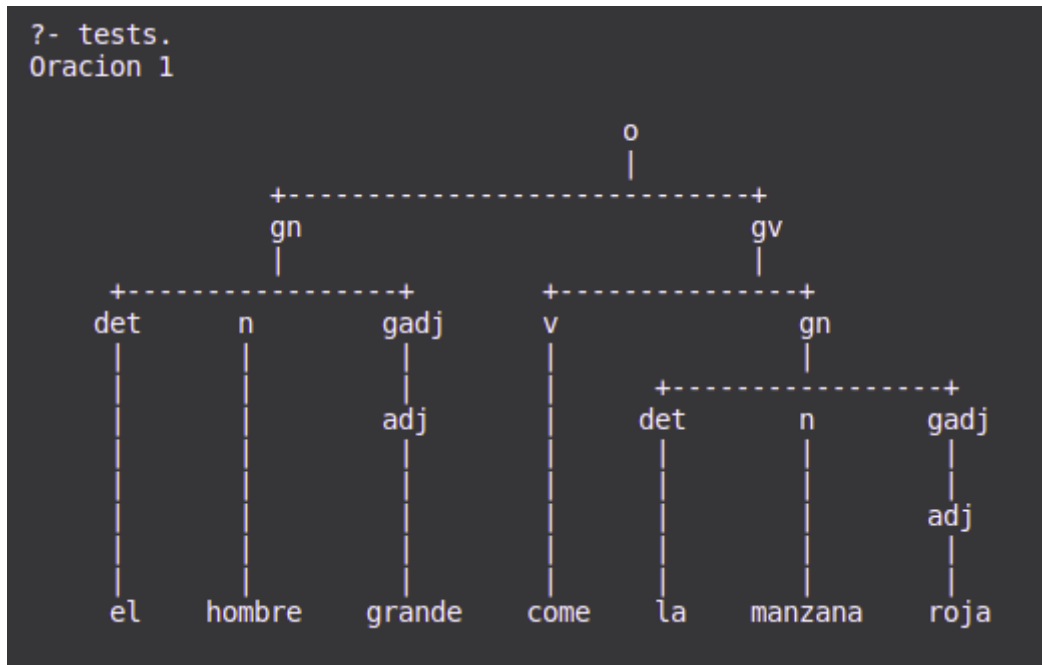 ?- tests.
Oracion 1
o
gn gv
det n gadj v gn
adj det n gadj
adj
el hombre grande come la manzana roja